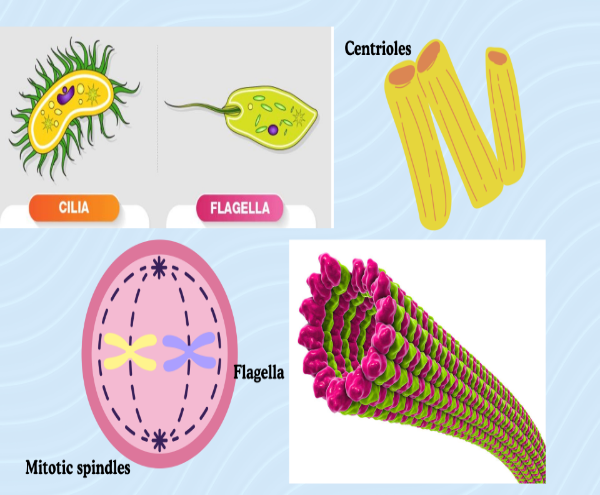 Centrioles
CILIA
FLAGELLA
Flagella
Mitotic spindles